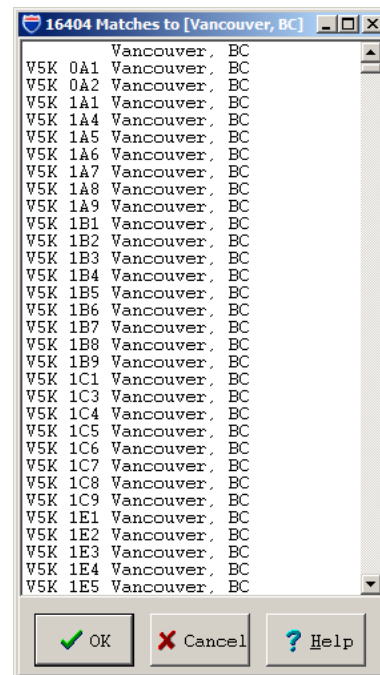 16404 Matches to [Vancouver, BC]
Vancouver, BC
V5K 0A1 Vancouver, BC
V5K 0A2 Vancouver, BC
V5K 1A1 Vancouver, BC
V5K 1A4 Vancouver, BC
V5K 1A5 Vancouver, BC
V5K 1A6 Vancouver, BC
V5K 1A7 Vancouver, BC
V5K 1A8 Vancouver, BC
V5K 1A9 Vancouver, BC
V5K 1B1 Vancouver, BC
V5K 1B2 Vancouver, BC
V5K 1B3 Vancouver, BC
V5K 1B4 Vancouver, BC
V5K 1B5 Vancouver, BC
V5K 1B6 Vancouver, BC
V5K 1B7 Vancouver, BC
V5K 1B8 Vancouver, BC
V5K 1B9 Vancouver, BC
V5K 1C1 Vancouver, BC
V5K 1C3 Vancouver, BC
V5K 1C4 Vancouver, BC
V5K 1C5 Vancouver, BC
V5K 1C6 Vancouver, BC
V5K 1C7 Vancouver, BC
V5K 1C8 Vancouver, BC
V5K 1C9 Vancouver, BC
V5K 1E1 Vancouver, BC
V5K 1E2 Vancouver, BC
V5K 1E3 Vancouver, BC
V5K 1E4 Vancouver, BC
V5K 1E5 Vancouver, BC
OK Cancel Help